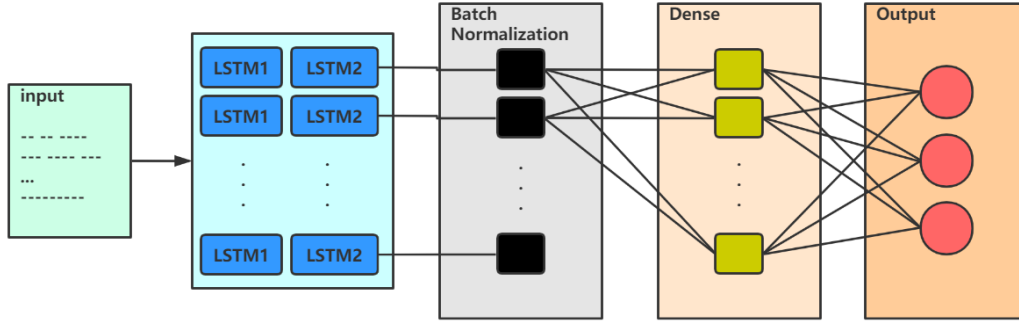 input
-- -- ----
--- ---- ---
...
---------
LSTM1 LSTM2
LSTM1 LSTM2
LSTM1 LSTM2
Batch
Normalization
Dense
Output